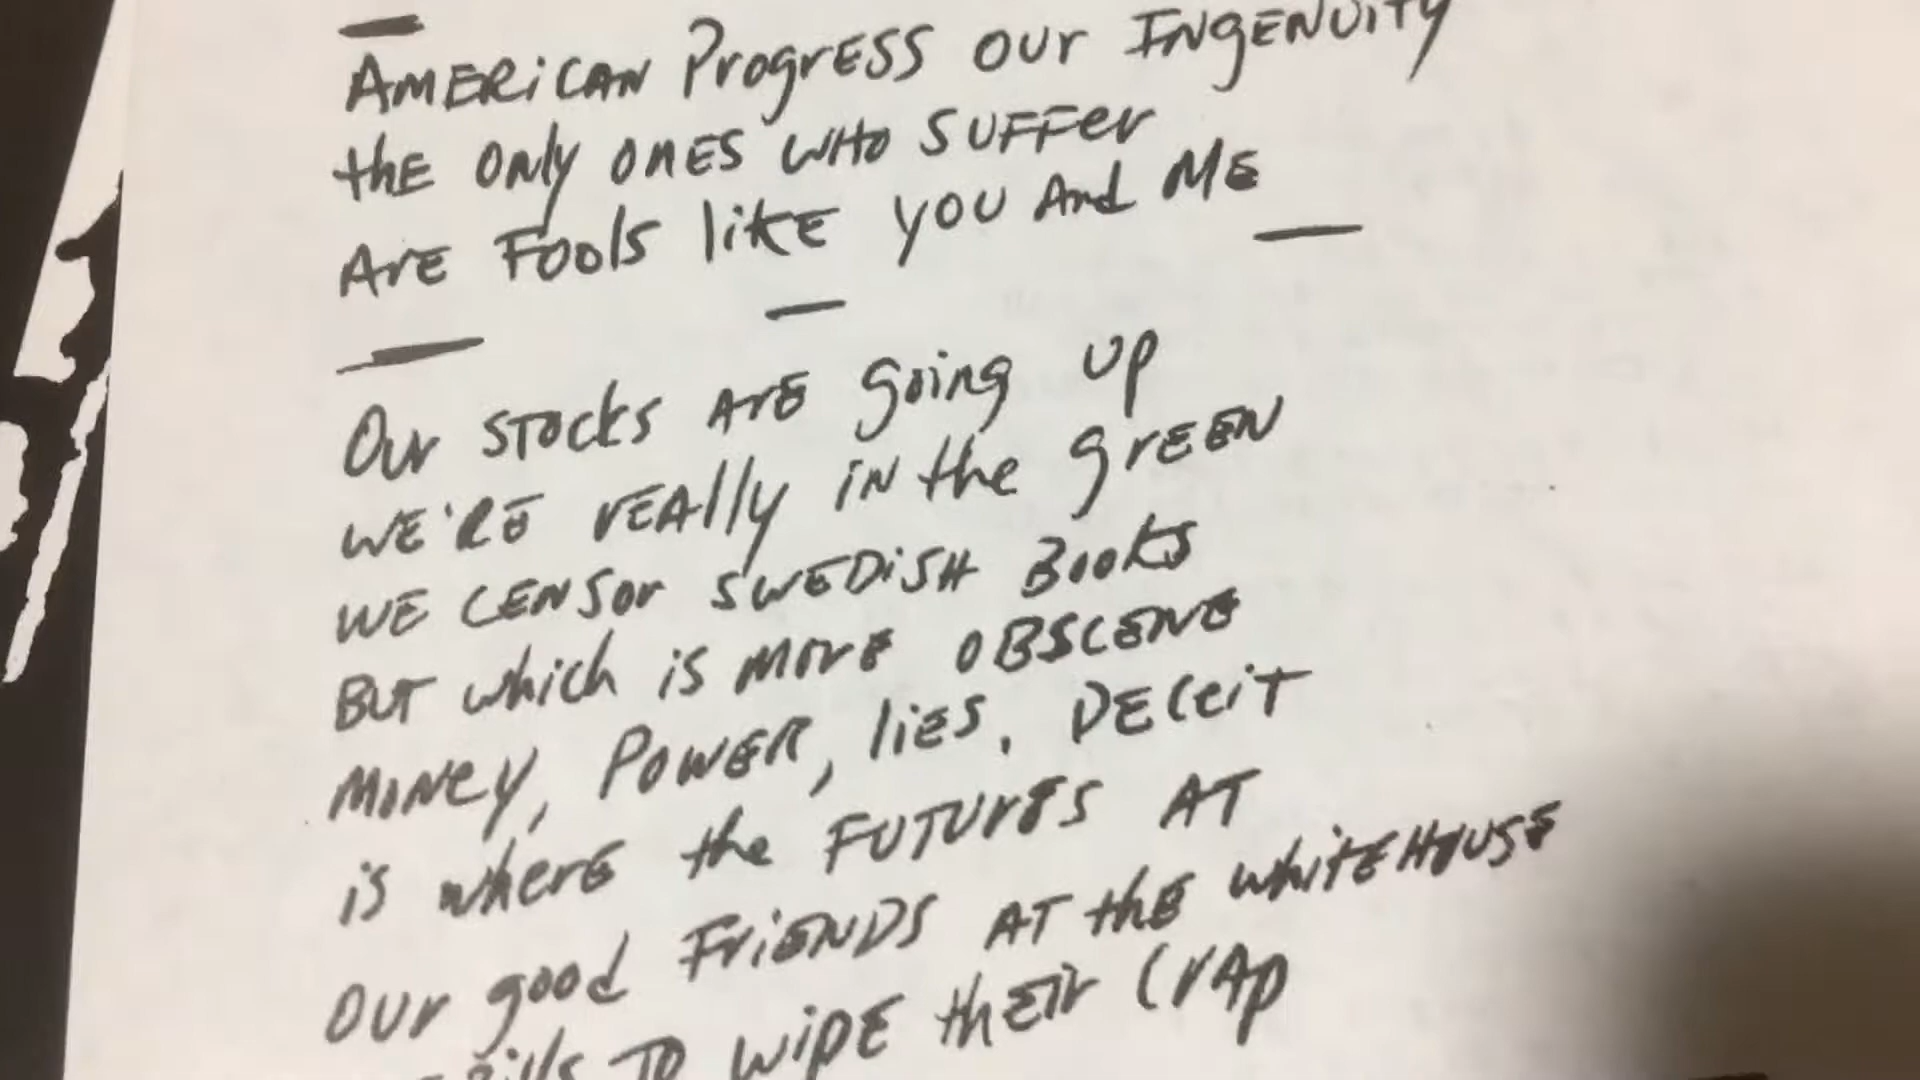 AMERiCAN ProgrESS our INgENUiTY
thE only oNES WHo SUFFer
ArE Fools likE you And ME
Our STocks ArE going up
WE'RE rEAlly iN the grEEN
WE CENSor SWEDiSH Books
BUT which is MorE OBSCENE
MoNey, PoWER, liES, DECeiT
is wherE the FUTUrES AT
Our good FriENDS AT thE whiTEHOUSE
Bills TO wipE thEir CrAp